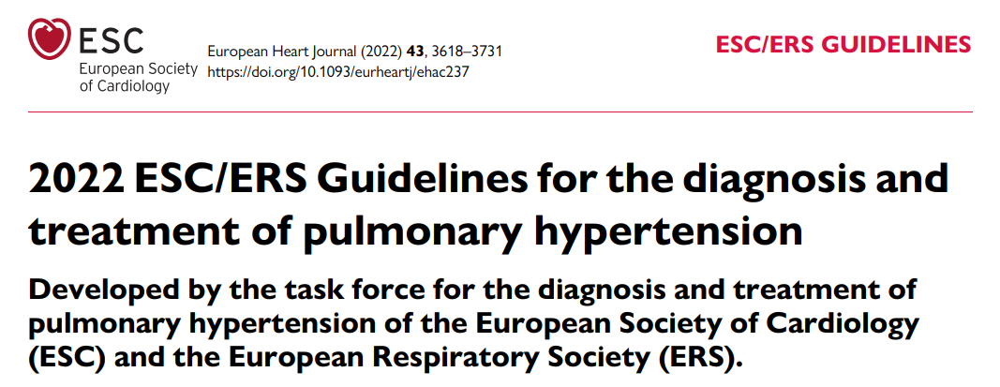 ESC
European Society
of Cardiology
European Heart Journal (2022) 43, 3618–3731
https://doi.org/10.1093/eurheartj/ehac237
ESC/ERS GUIDELINES
2022 ESC/ERS Guidelines for the diagnosis and
treatment of pulmonary hypertension
Developed by the task force for the diagnosis and treatment of
pulmonary hypertension of the European Society of Cardiology
(ESC) and the European Respiratory Society (ERS).